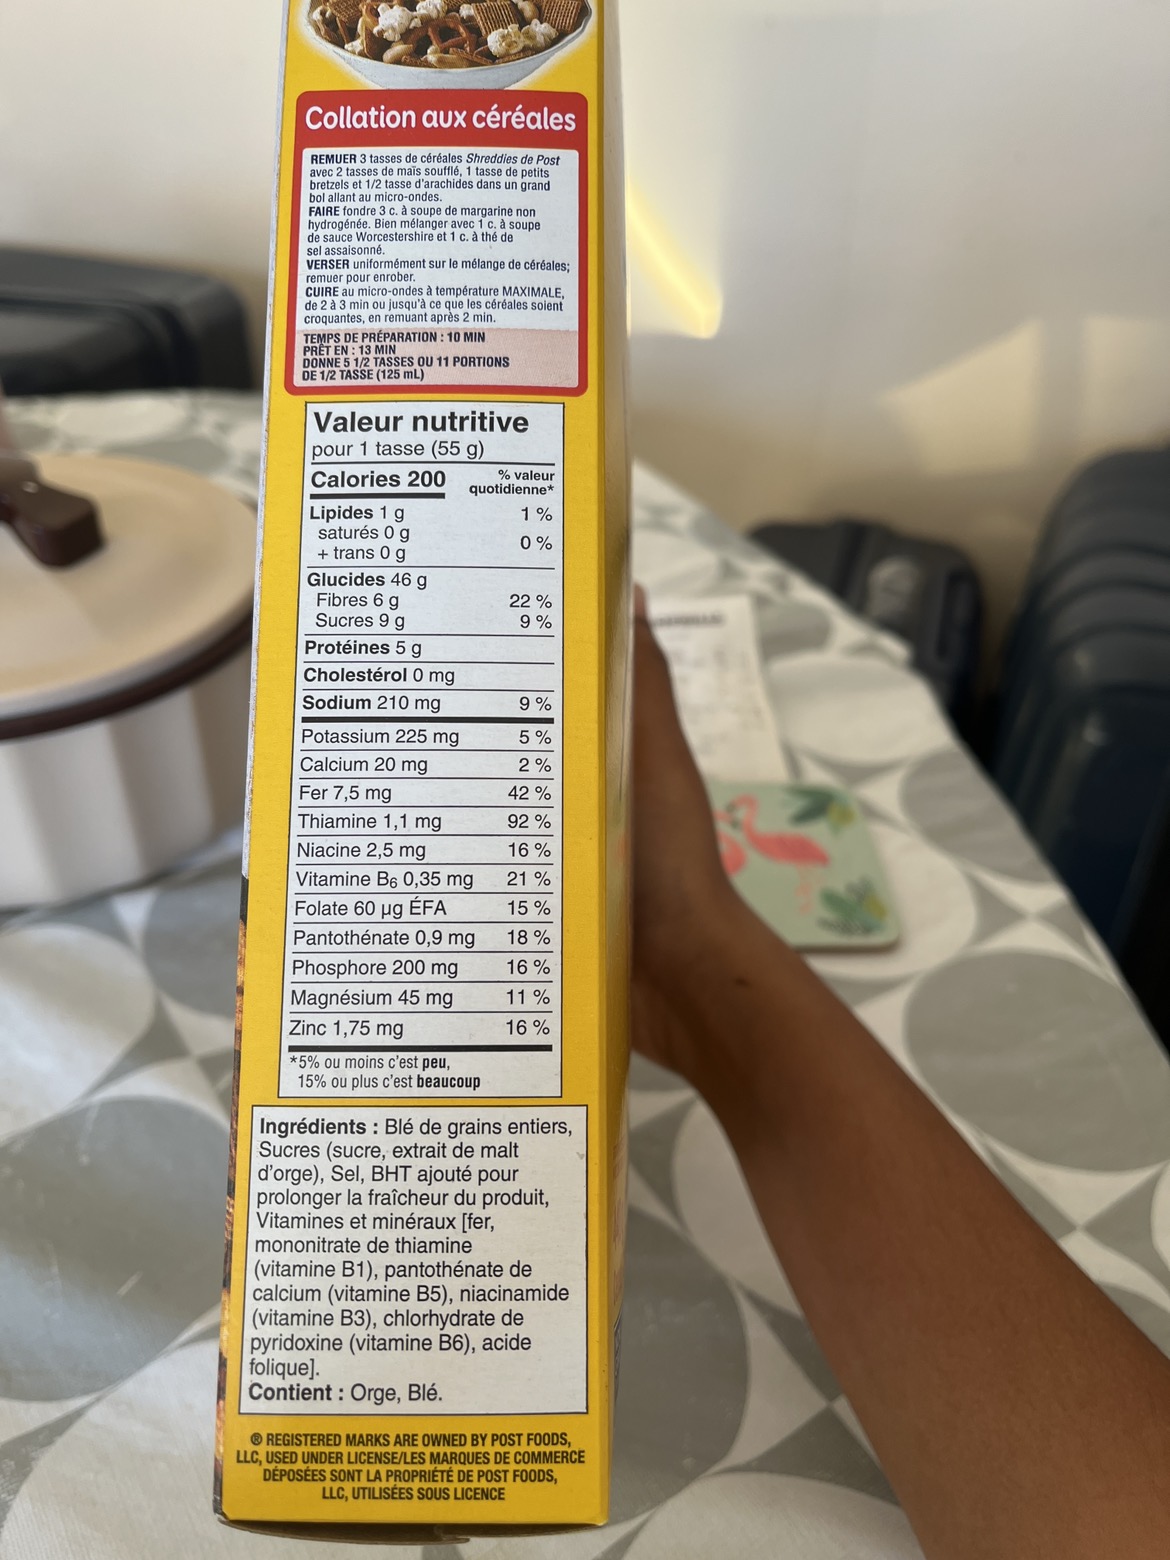 Collation aux céréales
REMUER 3 tasses de céréales Shreddies de Post
avec 2 tasses de maïs soufflé, 1 tasse de petits
bretzels et 1/2 tasse d'arachides dans un grand
bol allant au micro-ondes.
FAIRE fondre 3 c. à soupe de margarine non
hydrogénée. Bien mélanger avec 1 c. à soupe
de sauce Worcestershire et 1 c. à thé de
sel assaisonné.
VERSER uniformément sur le mélange de céréales;
remuer pour enrober.
CUIRE au micro-ondes à température MAXIMALE,
de 2 à 3 min ou jusqu'à ce que les céréales soient
croquantes, en remuant après 2 min.
TEMPS DE PRÉPARATION : 10 MIN
PRÊT EN : 13 MIN
DONNE 5 1/2 TASSES OU 11 PORTIONS
DE 1/2 TASSE (125 mL)
Valeur nutritive
pour 1 tasse (55 g)
Calories 200 % valeur
quotidienne*
Lipides 1 g 1 %
saturés 0 g
+ trans 0 g 0 %
Glucides 46 g
Fibres 6 g 22 %
Sucres 9 g 9 %
Protéines 5 g
Cholestérol 0 mg
Sodium 210 mg 9 %
Potassium 225 mg 5 %
Calcium 20 mg 2 %
Fer 7,5 mg 42 %
Thiamine 1,1 mg 92 %
Niacine 2,5 mg 16 %
Vitamine B6 0,35 mg 21 %
Folate 60 µg ÉFA 15 %
Pantothénate 0,9 mg 18 %
Phosphore 200 mg 16 %
Magnésium 45 mg 11 %
Zinc 1,75 mg 16 %
*5% ou moins c'est peu,
15% ou plus c'est beaucoup
Ingrédients : Blé de grains entiers,
Sucres (sucre, extrait de malt
d'orge), Sel, BHT ajouté pour
prolonger la fraîcheur du produit,
Vitamines et minéraux [fer,
mononitrate de thiamine
(vitamine B1), pantothénate de
calcium (vitamine B5), niacinamide
(vitamine B3), chlorhydrate de
pyridoxine (vitamine B6), acide
folique].
Contient : Orge, Blé.
® REGISTERED MARKS ARE OWNED BY POST FOODS,
LLC, USED UNDER LICENSE/LES MARQUES DE COMMERCE
DÉPOSÉES SONT LA PROPRIÉTÉ DE POST FOODS,
LLC, UTILISÉES SOUS LICENCE